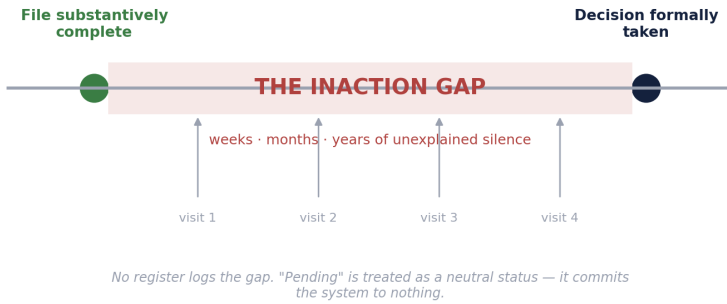 File substantively
complete
Decision formally
taken
THE INACTION GAP
weeks · months · years of unexplained silence
visit 1
visit 2
visit 3
visit 4
No register logs the gap. "Pending" is treated as a neutral status — it commits
the system to nothing.